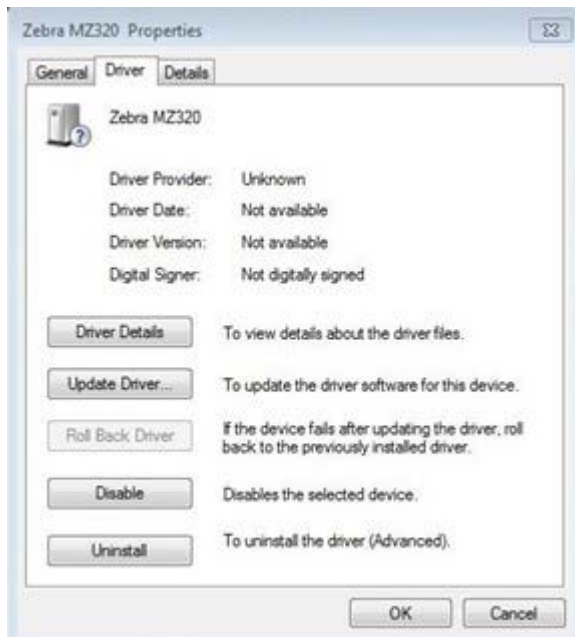 Zebra MZ320 Properties
General Driver Details
Zebra MZ320
Driver Provider: Unknown
Driver Date: Not available
Driver Version: Not available
Digital Signer: Not digitally signed
Driver Details To view details about the driver files.
Update Driver... To update the driver software for this device.
Roll Back Driver If the device fails after updating the driver, roll
back to the previously installed driver.
Disable Disables the selected device.
Uninstall To uninstall the driver (Advanced).
OK Cancel